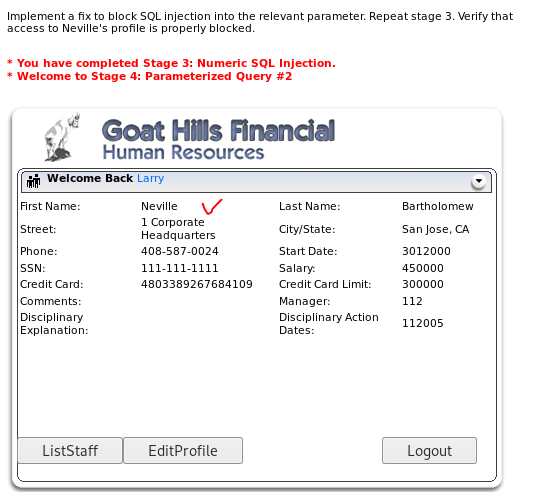 Implement a fix to block SQL injection into the relevant parameter. Repeat stage 3. Verify that
access to Neville's profile is properly blocked.
* You have completed Stage 3: Numeric SQL Injection.
* Welcome to Stage 4: Parameterized Query #2
Goat Hills Financial
Human Resources
Welcome Back Larry
First Name: Neville Last Name: Bartholomew
Street: 1 Corporate
Headquarters City/State: San Jose, CA
Phone: 408-587-0024 Start Date: 3012000
SSN: 111-111-1111 Salary: 450000
Credit Card: 4803389267684109 Credit Card Limit: 300000
Comments: Manager: 112
Disciplinary
Explanation: Disciplinary Action
Dates: 112005
ListStaff EditProfile Logout